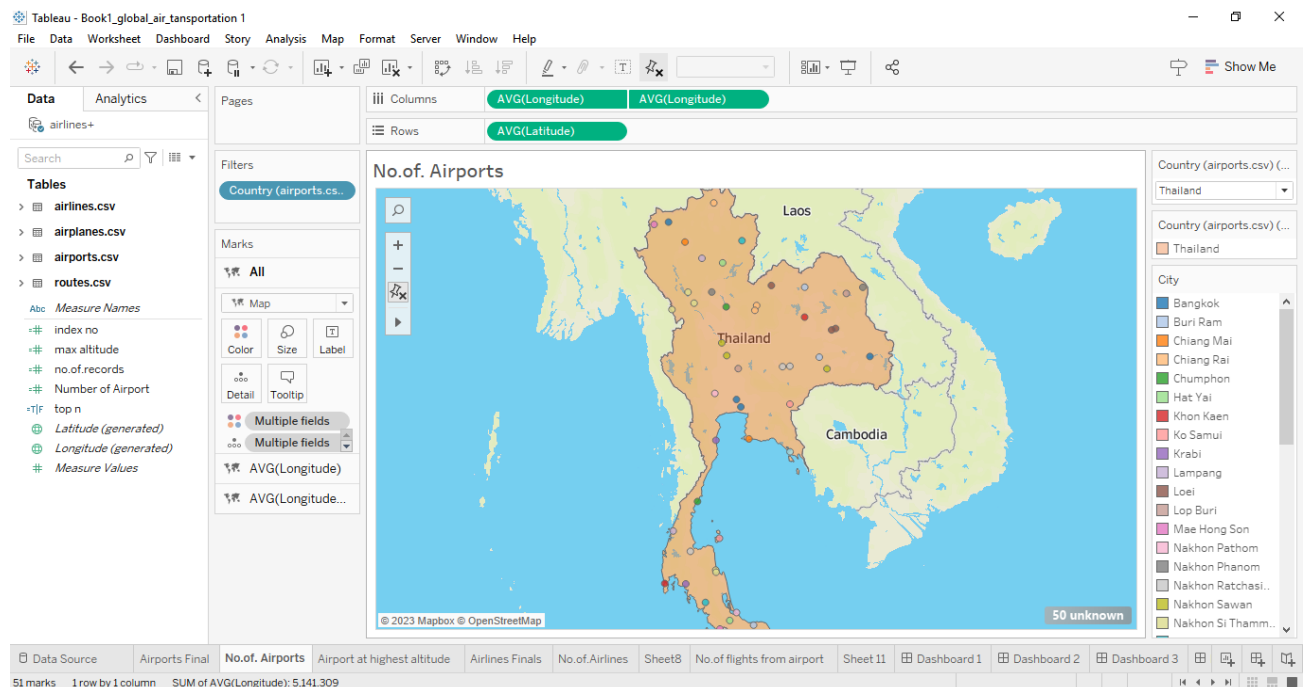 Tableau - Book1_global_air_tansportation 1
File Data Worksheet Dashboard Story Analysis Map Format Server Window Help
Show Me
Data Analytics
airlines+
Search
Tables
airlines.csv
airplanes.csv
airports.csv
routes.csv
Abc Measure Names
index no
max altitude
no.of.records
Number of Airport
=T|F top n
Latitude (generated)
Longitude (generated)
Measure Values
Pages
Filters
Country (airports.cs..
Marks
All
Map
Color Size Label
Detail Tooltip
Multiple fields
Multiple fields
AVG(Longitude)
AVG(Longitude...
Columns AVG(Longitude) AVG(Longitude)
Rows AVG(Latitude)
No.of. Airports
Laos
Thailand
Cambodia
© 2023 Mapbox © OpenStreetMap
50 unknown
Country (airports.csv) (...
Thailand
Country (airports.csv) (...
Thailand
City
Bangkok
Buri Ram
Chiang Mai
Chiang Rai
Chumphon
Hat Yai
Khon Kaen
Ko Samui
Krabi
Lampang
Loei
Lop Buri
Mae Hong Son
Nakhon Pathom
Nakhon Phanom
Nakhon Ratchasi..
Nakhon Sawan
Nakhon Si Thamm..
Data Source Airports Final No.of. Airports Airport at highest altitude Airlines Finals No.of.Airlines Sheet8 No.of flights from airport Sheet 11 Dashboard 1 Dashboard 2 Dashboard 3
51 marks 1 row by 1 column SUM of AVG(Longitude): 5,141.309